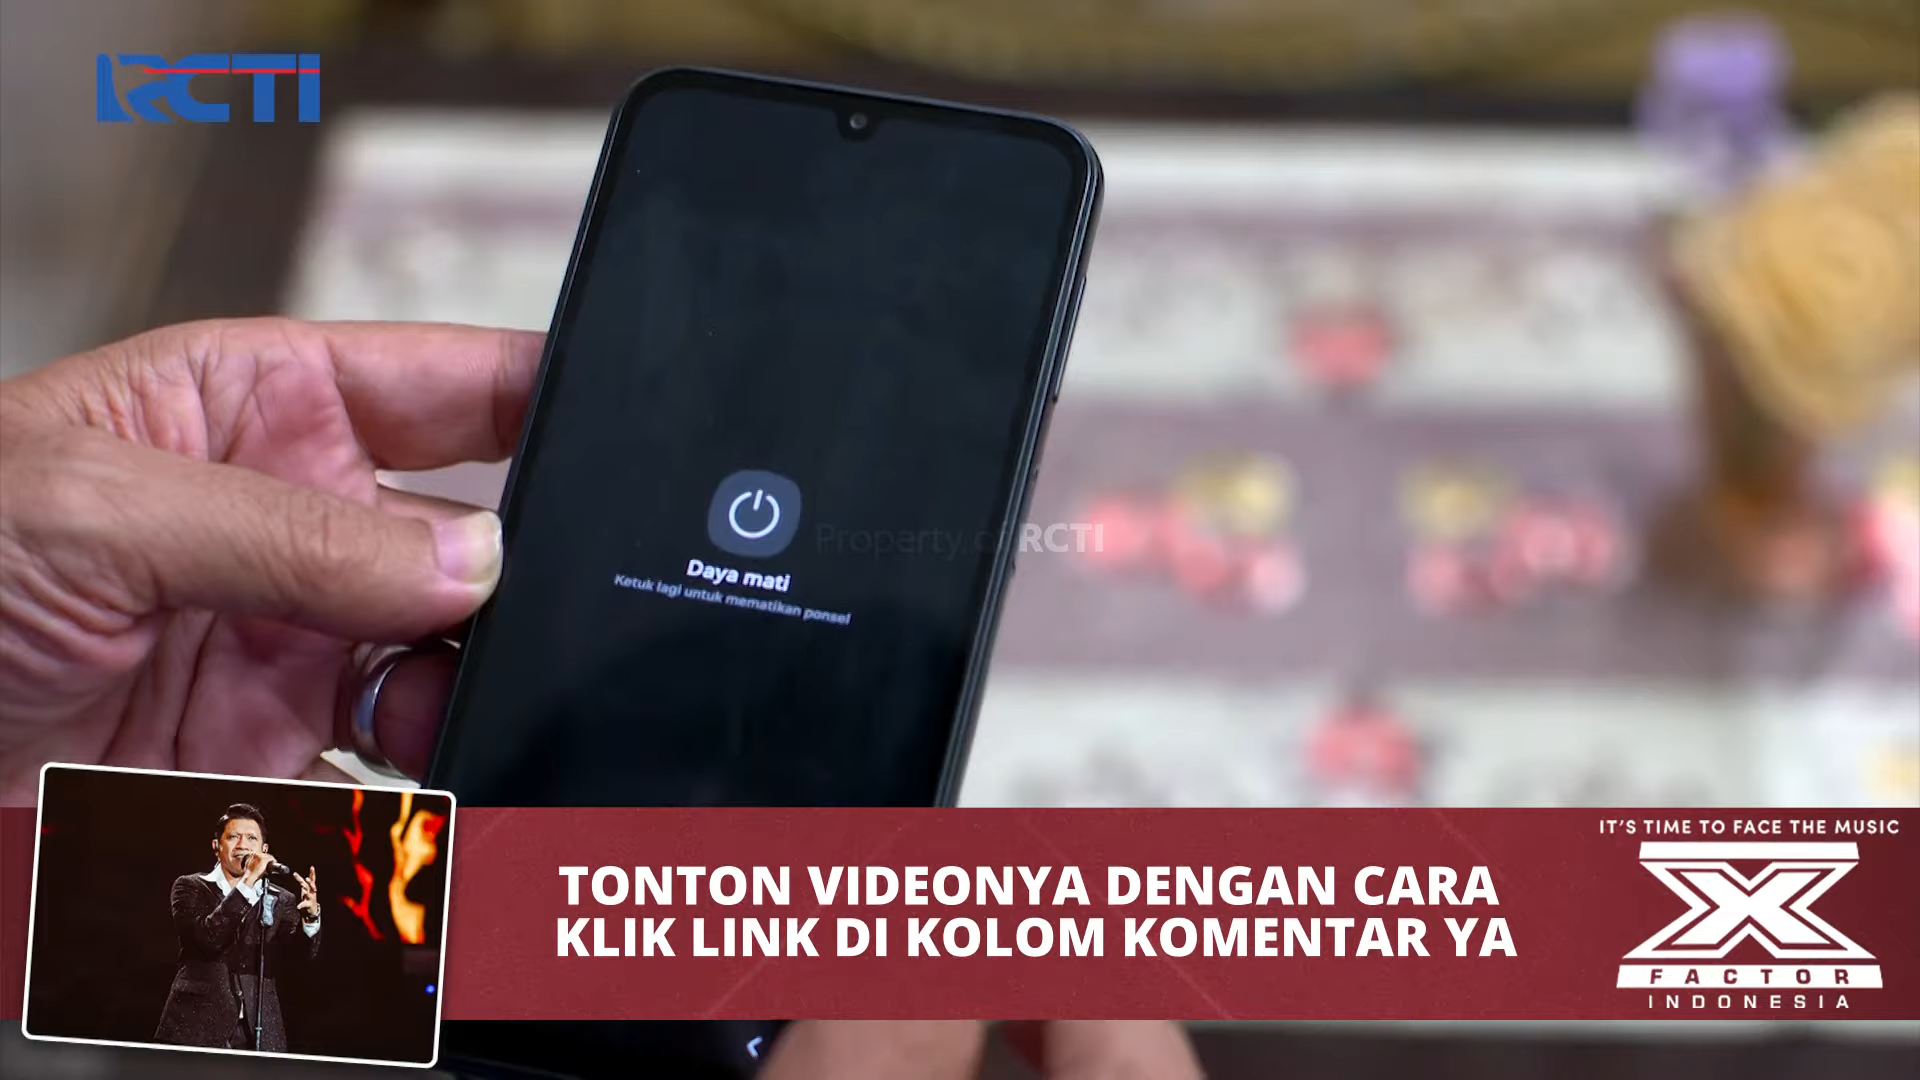 RCTI
Property of RCTI
Daya mati
Ketuk lagi untuk mematikan ponsel
IT'S TIME TO FACE THE MUSIC
TONTON VIDEONYA DENGAN CARA
KLIK LINK DI KOLOM KOMENTAR YA
X
FACTOR
INDONESIA